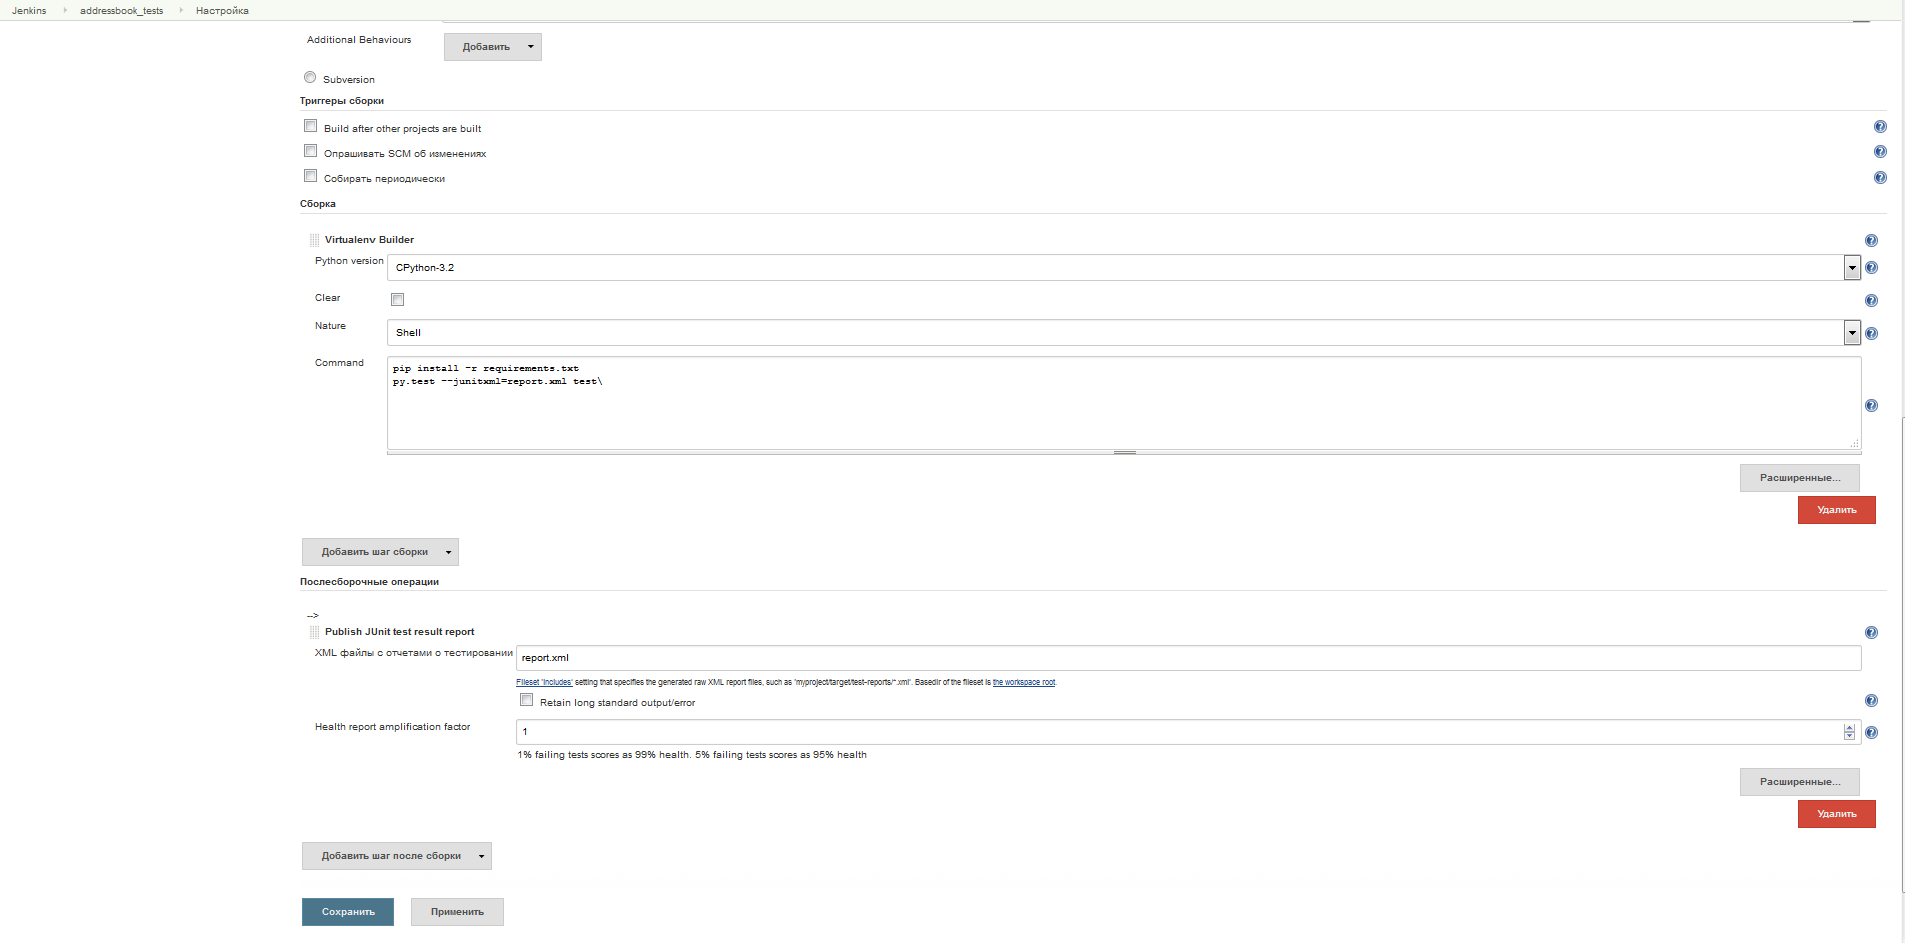 Jenkins addressbook_tests Настройка
Additional Behaviours Добавить
Subversion
Триггеры сборки
Build after other projects are built
Опрашивать SCM об изменениях
Собирать периодически
Сборка
Virtualenv Builder
Python version CPython-3.2
Clear
Nature Shell
Command pip install -r requirements.txt
py.test --junitxml=report.xml test\
Расширенные...
Удалить
Добавить шаг сборки
Послесборочные операции
-->
Publish JUnit test result report
XML файлы с отчетами о тестировании report.xml
Fileset 'includes' setting that specifies the generated raw XML report files, such as 'myproject/target/test-reports/*.xml'. Basedir of the fileset is the workspace root.
Retain long standard output/error
Health report amplification factor 1
1% failing tests scores as 99% health. 5% failing tests scores as 95% health
Расширенные...
Удалить
Добавить шаг после сборки
Сохранить Применить